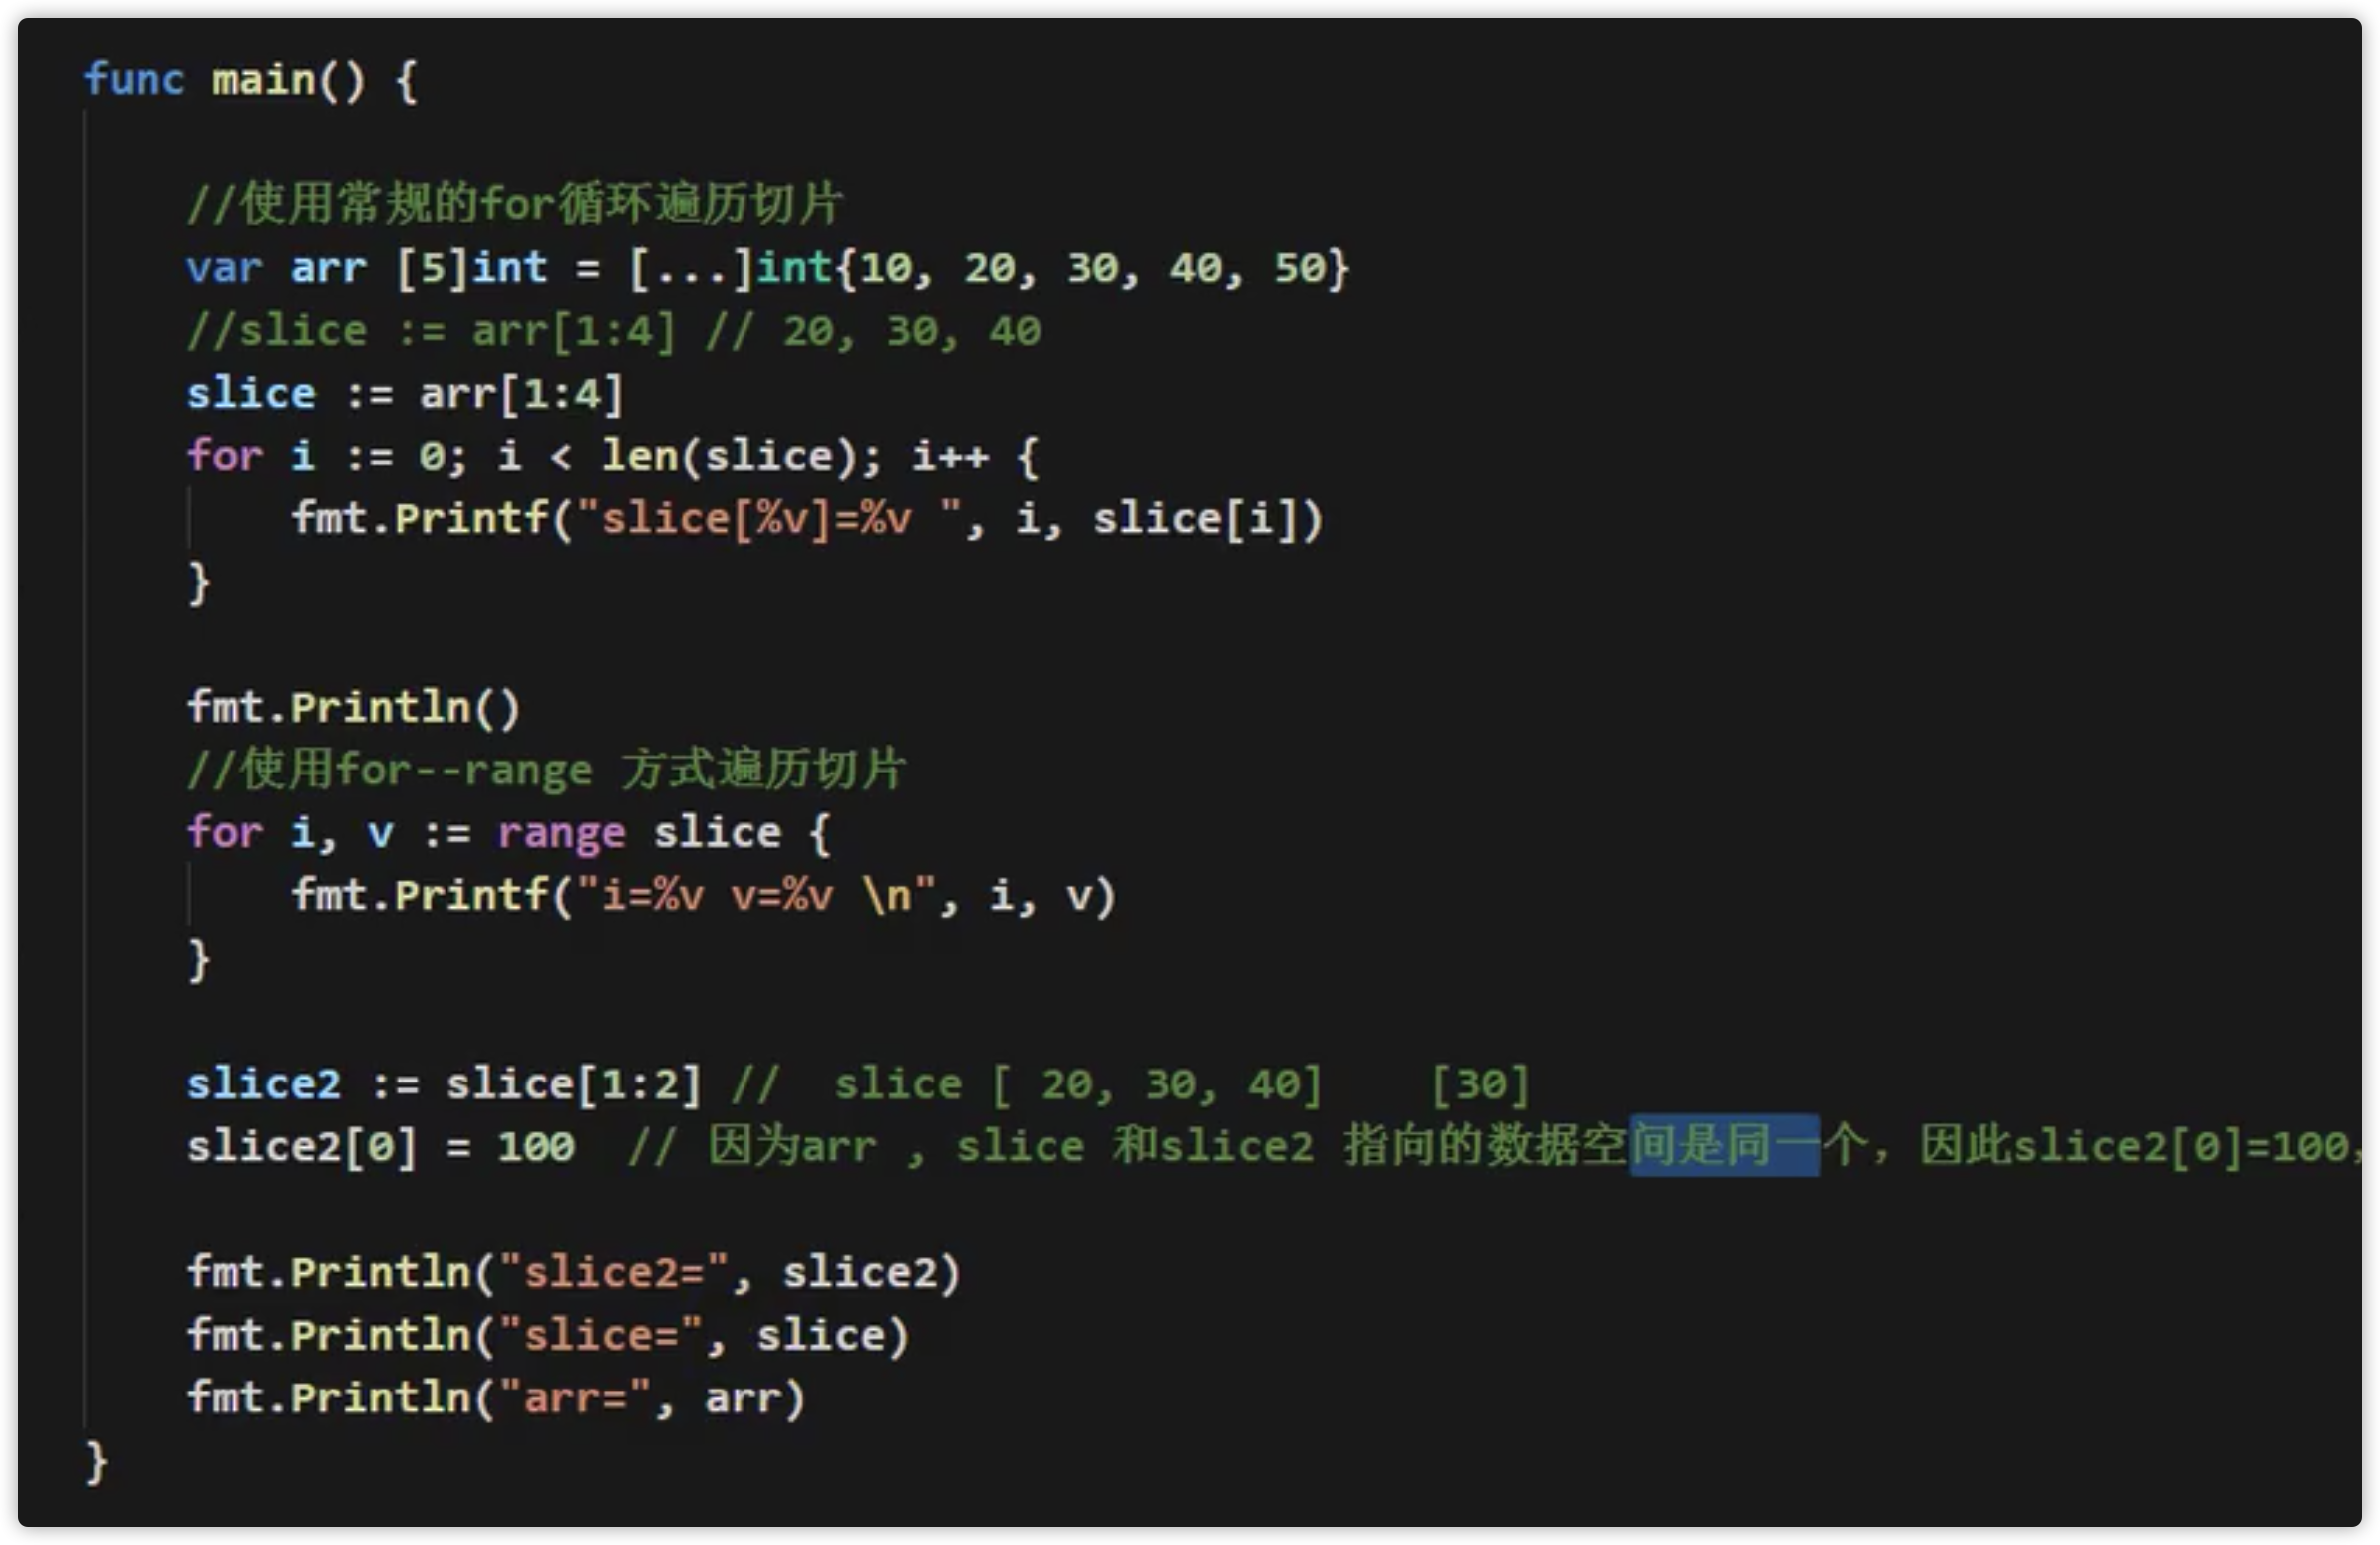 func main() {
//使用常规的for循环遍历切片
var arr [5]int = [...]int{10, 20, 30, 40, 50}
//slice := arr[1:4] // 20, 30, 40
slice := arr[1:4]
for i := 0; i < len(slice); i++ {
fmt.Printf("slice[%v]=%v ", i, slice[i])
}
fmt.Println()
//使用for--range 方式遍历切片
for i, v := range slice {
fmt.Printf("i=%v v=%v \n", i, v)
}
slice2 := slice[1:2] //  slice [ 20, 30, 40]    [30]
slice2[0] = 100  // 因为arr , slice 和slice2 指向的数据空间是同一个，因此slice2[0]=100，
fmt.Println("slice2=", slice2)
fmt.Println("slice=", slice)
fmt.Println("arr=", arr)
}